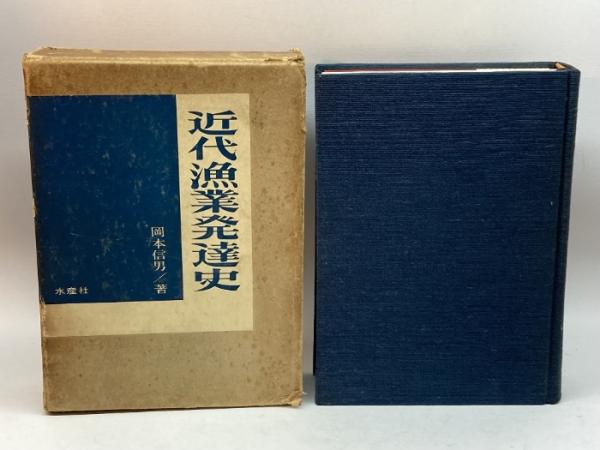 近代漁業発達史
岡本信男/著
水産社